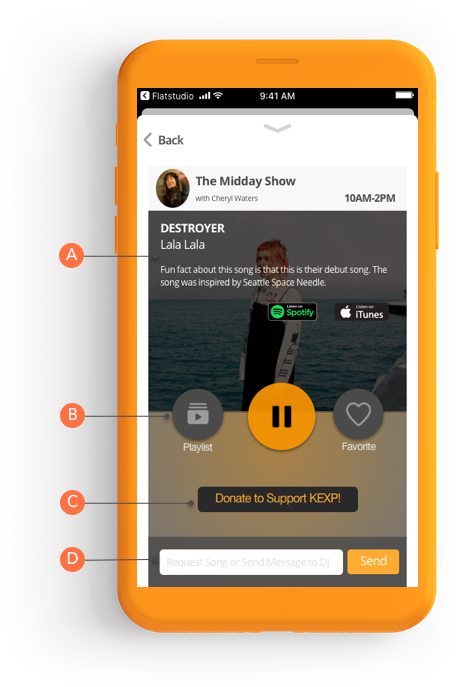 Flatstudio
9:41 AM
Back
The Midday Show
with Cheryl Waters
10AM-2PM
A
DESTROYER
Lala Lala
Fun fact about this song is that this is their debut song. The
song was inspired by Seattle Space Needle.
Listen on
Spotify
Listen on
iTunes
B
Playlist
Favorite
C
Donate to Support KEXP!
D
Request Song or Send Message to DJ
Send